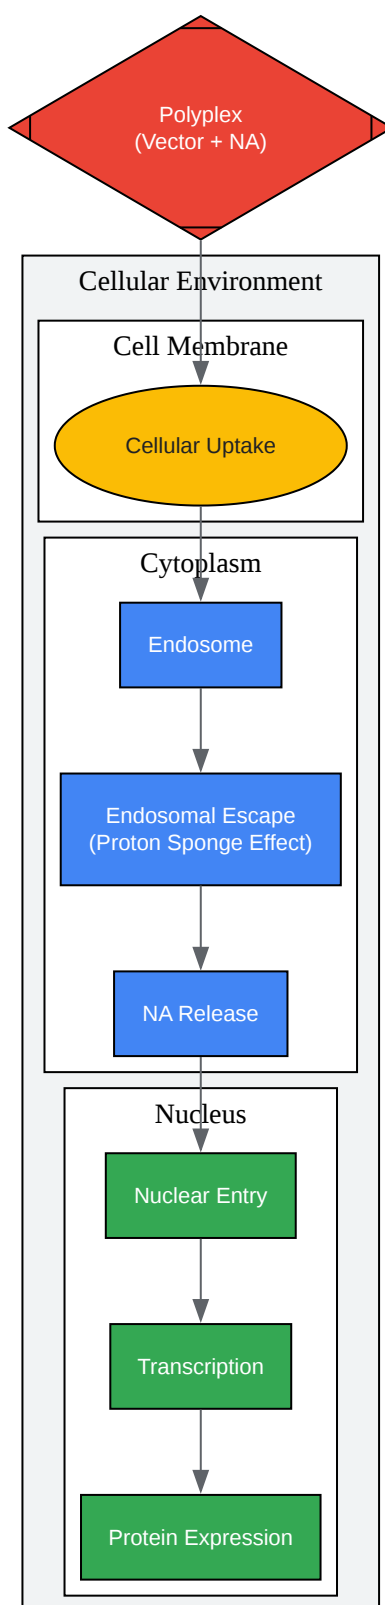 Polyplex
(Vector + NA)
Cellular Environment
Cell Membrane
Cellular Uptake
Cytoplasm
Endosome
Endosomal Escape
(Proton Sponge Effect)
NA Release
Nucleus
Nuclear Entry
Transcription
Protein Expression